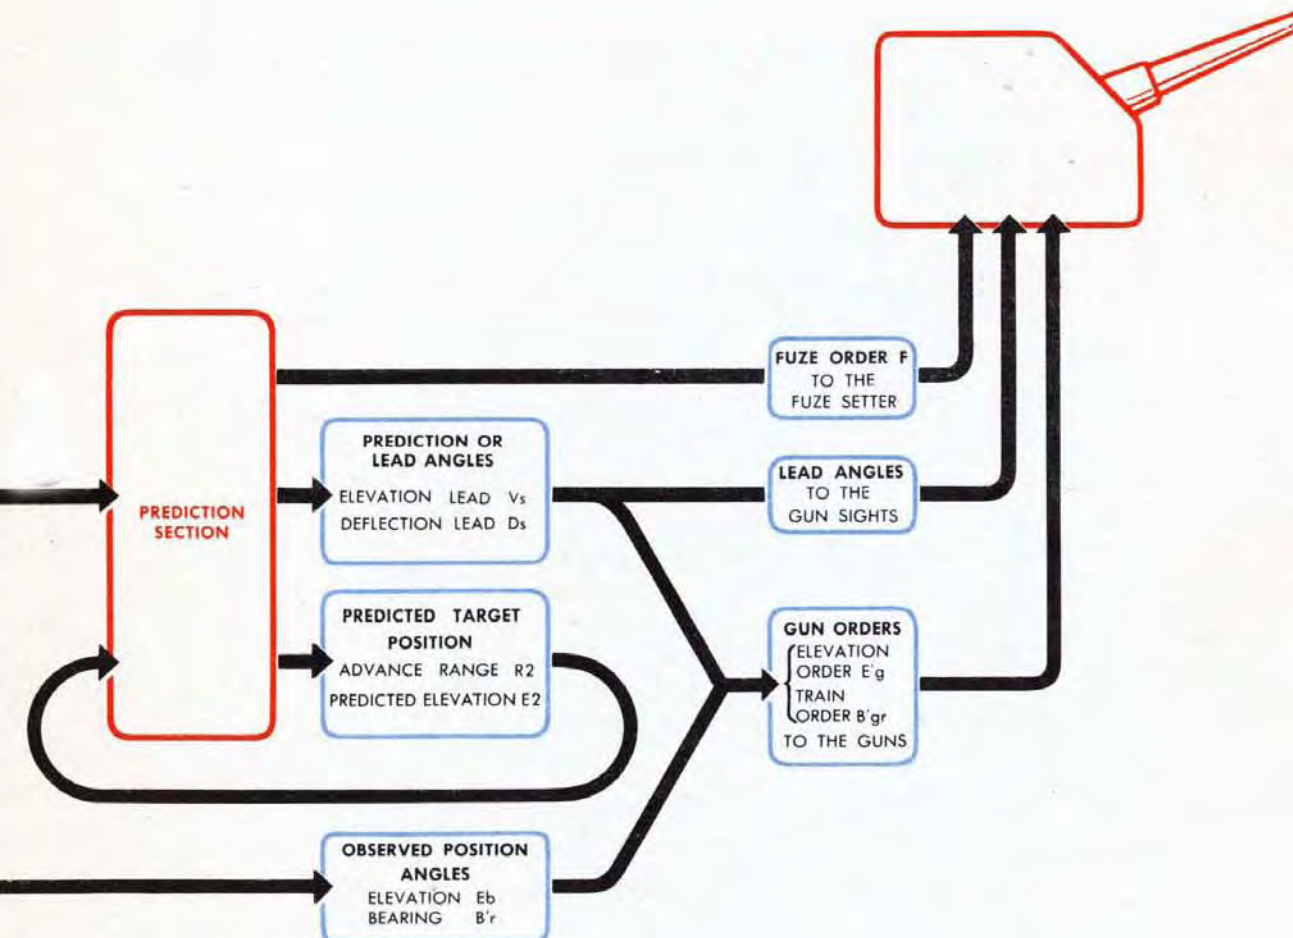 FUZE ORDER F
TO THE
FUZE SETTER
PREDICTION OR
LEAD ANGLES
ELEVATION LEAD Vs
DEFLECTION LEAD Ds
LEAD ANGLES
TO THE
GUN SIGHTS
PREDICTION
SECTION
PREDICTED TARGET
POSITION
ADVANCE RANGE R2
PREDICTED ELEVATION E2
GUN ORDERS
ELEVATION
ORDER E'g
TRAIN
ORDER B'gr
TO THE GUNS
OBSERVED POSITION
ANGLES
ELEVATION Eb
BEARING B'r